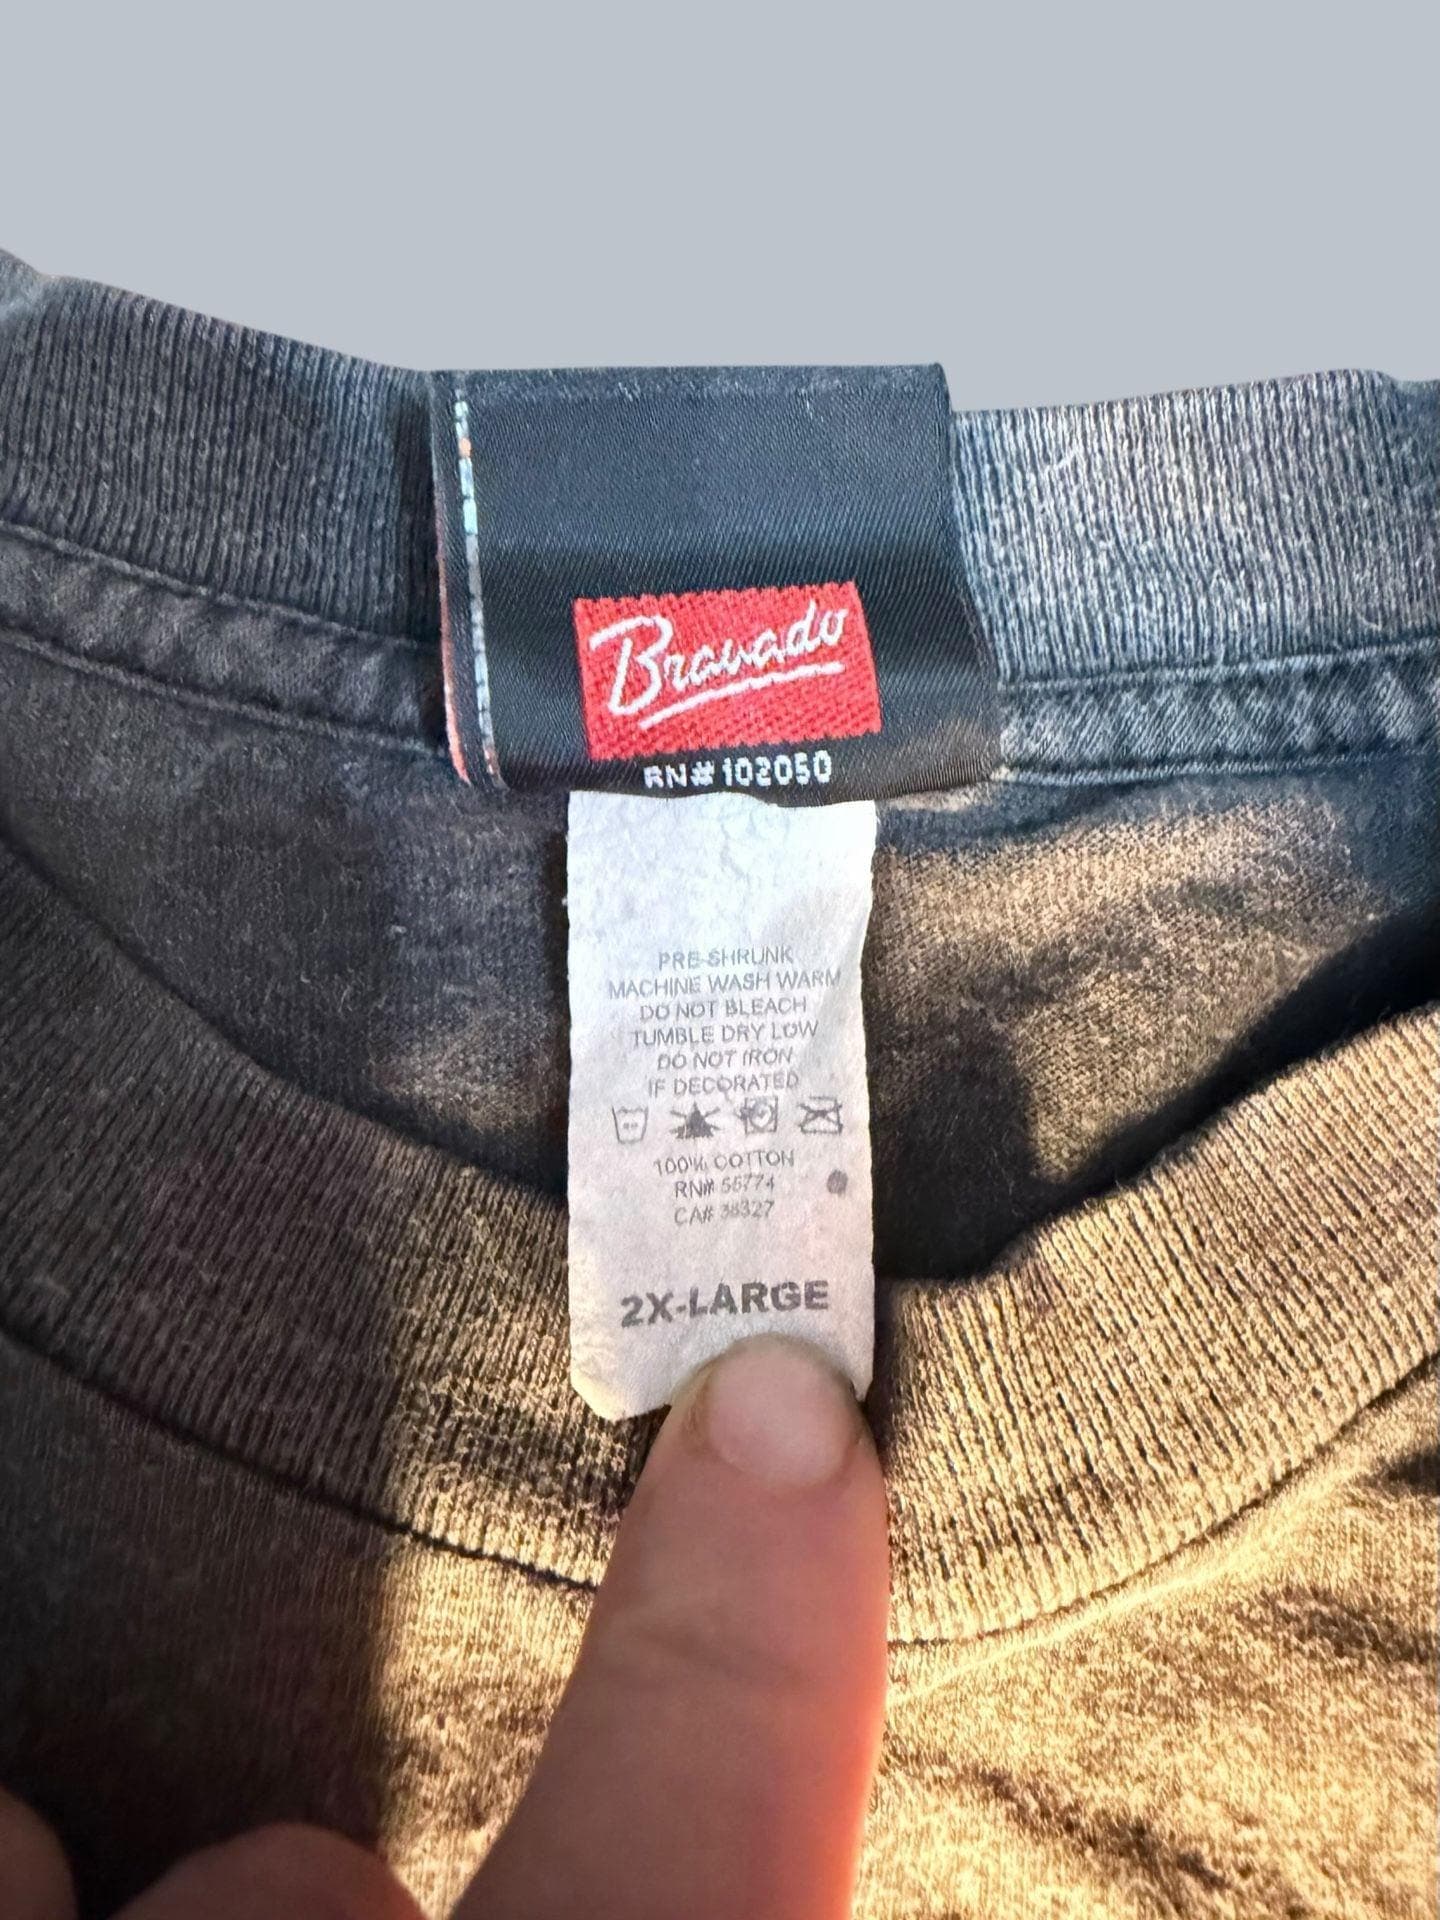 Bravado
RN# 102050
PRE-SHRUNK
MACHINE WASH WARM
DO NOT BLEACH
TUMBLE DRY LOW
DO NOT IRON
IF DECORATED
100% COTTON
RN# 55774
CA# 38327
2X-LARGE